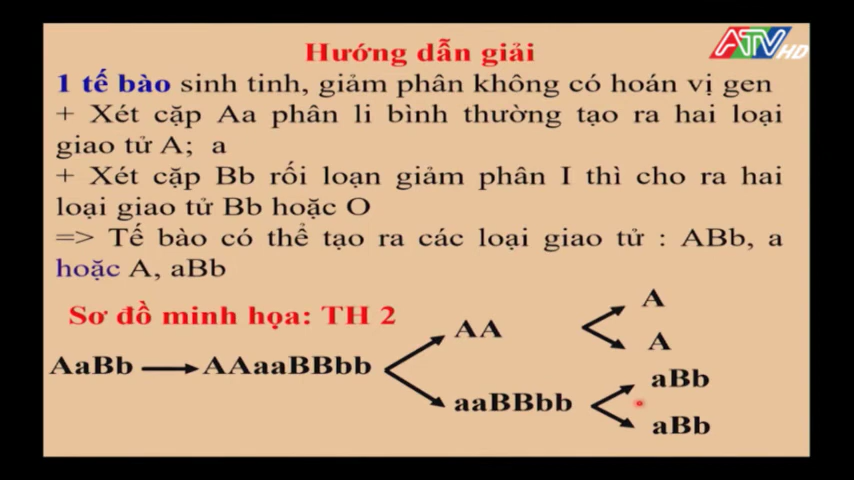 ATV HD
Hướng dẫn giải
1 tế bào sinh tinh, giảm phân không có hoán vị gen
+ Xét cặp Aa phân li bình thường tạo ra hai loại
giao tử A; a
+ Xét cặp Bb rối loạn giảm phân I thì cho ra hai
loại giao tử Bb hoặc O
=> Tế bào có thể tạo ra các loại giao tử : ABb, a
hoặc A, aBb
Sơ đồ minh họa: TH 2
A
AA
A
AaBb AAaaBBbb
aBb
aaBBbb
aBb